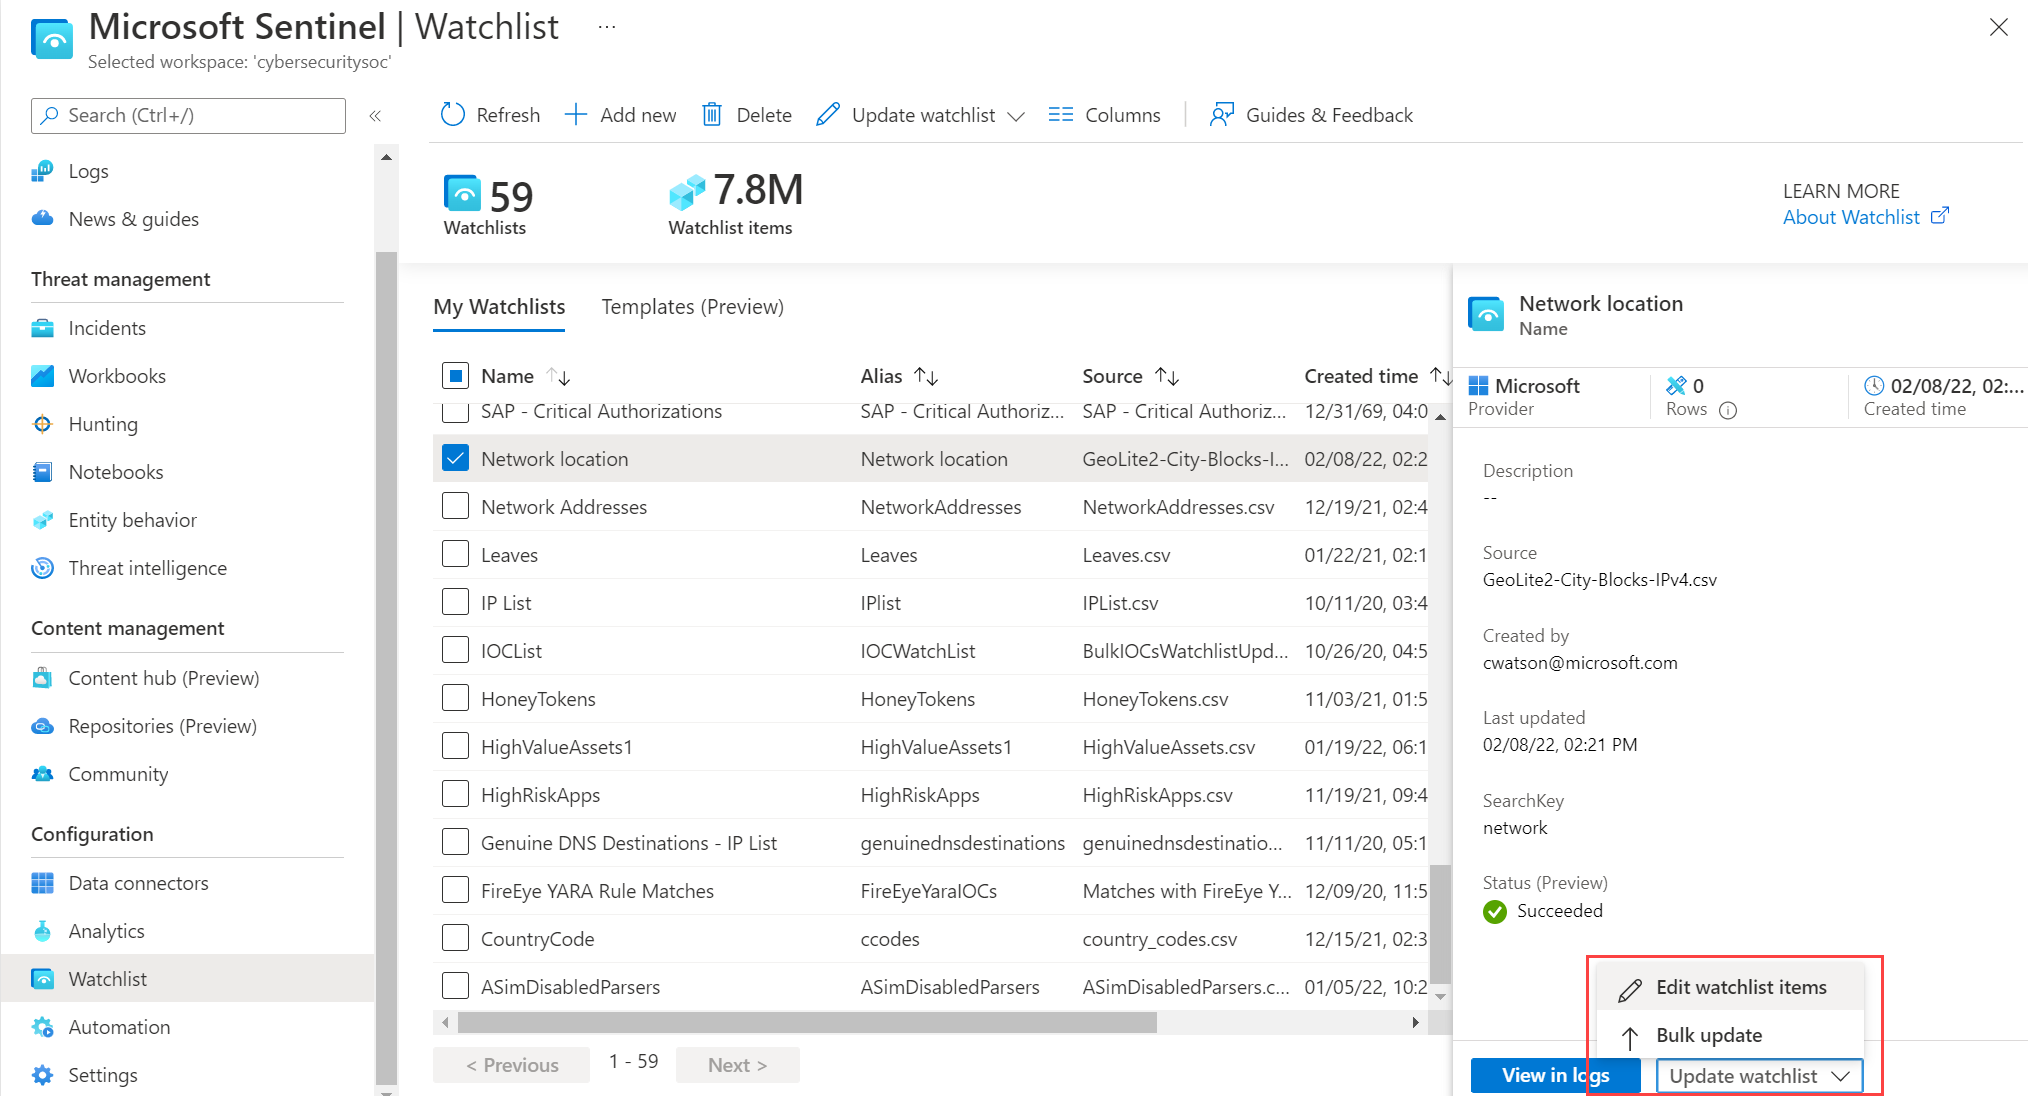 Microsoft Sentinel | Watchlist ...
Selected workspace: 'cybersecuritysoc'
Search (Ctrl+/)
«
Logs
News & guides
Threat management
Incidents
Workbooks
Hunting
Notebooks
Entity behavior
Threat intelligence
Content management
Content hub (Preview)
Repositories (Preview)
Community
Configuration
Data connectors
Analytics
Watchlist
Automation
Settings
Refresh Add new Delete Update watchlist Columns Guides & Feedback
59
Watchlists
7.8M
Watchlist items
LEARN MORE
About Watchlist
My Watchlists Templates (Preview)
Name Alias Source Created time
SAP - Critical Authorizations SAP - Critical Authoriz... SAP - Critical Authoriz... 12/31/69, 04:0
Network location Network location GeoLite2-City-Blocks-I... 02/08/22, 02:2
Network Addresses NetworkAddresses NetworkAddresses.csv 12/19/21, 02:4
Leaves Leaves Leaves.csv 01/22/21, 02:1
IP List IPlist IPList.csv 10/11/20, 03:4
IOCList IOCWatchList BulkIOCsWatchlistUpd... 10/26/20, 04:5
HoneyTokens HoneyTokens HoneyTokens.csv 11/03/21, 01:5
HighValueAssets1 HighValueAssets1 HighValueAssets.csv 01/19/22, 06:1
HighRiskApps HighRiskApps HighRiskApps.csv 11/19/21, 09:4
Genuine DNS Destinations - IP List genuinednsdestinations genuinednsdestinatio... 11/11/20, 05:1
FireEye YARA Rule Matches FireEyeYaraIOCs Matches with FireEye Y... 12/09/20, 11:5
CountryCode ccodes country_codes.csv 12/15/21, 02:3
ASimDisabledParsers ASimDisabledParsers ASimDisabledParsers.c... 01/05/22, 10:2
< Previous 1 - 59 Next >
Network location
Name
Microsoft
Provider
0
Rows
02/08/22, 02:...
Created time
Description
--
Source
GeoLite2-City-Blocks-IPv4.csv
Created by
cwatson@microsoft.com
Last updated
02/08/22, 02:21 PM
SearchKey
network
Status (Preview)
Succeeded
Edit watchlist items
Bulk update
View in logs Update watchlist